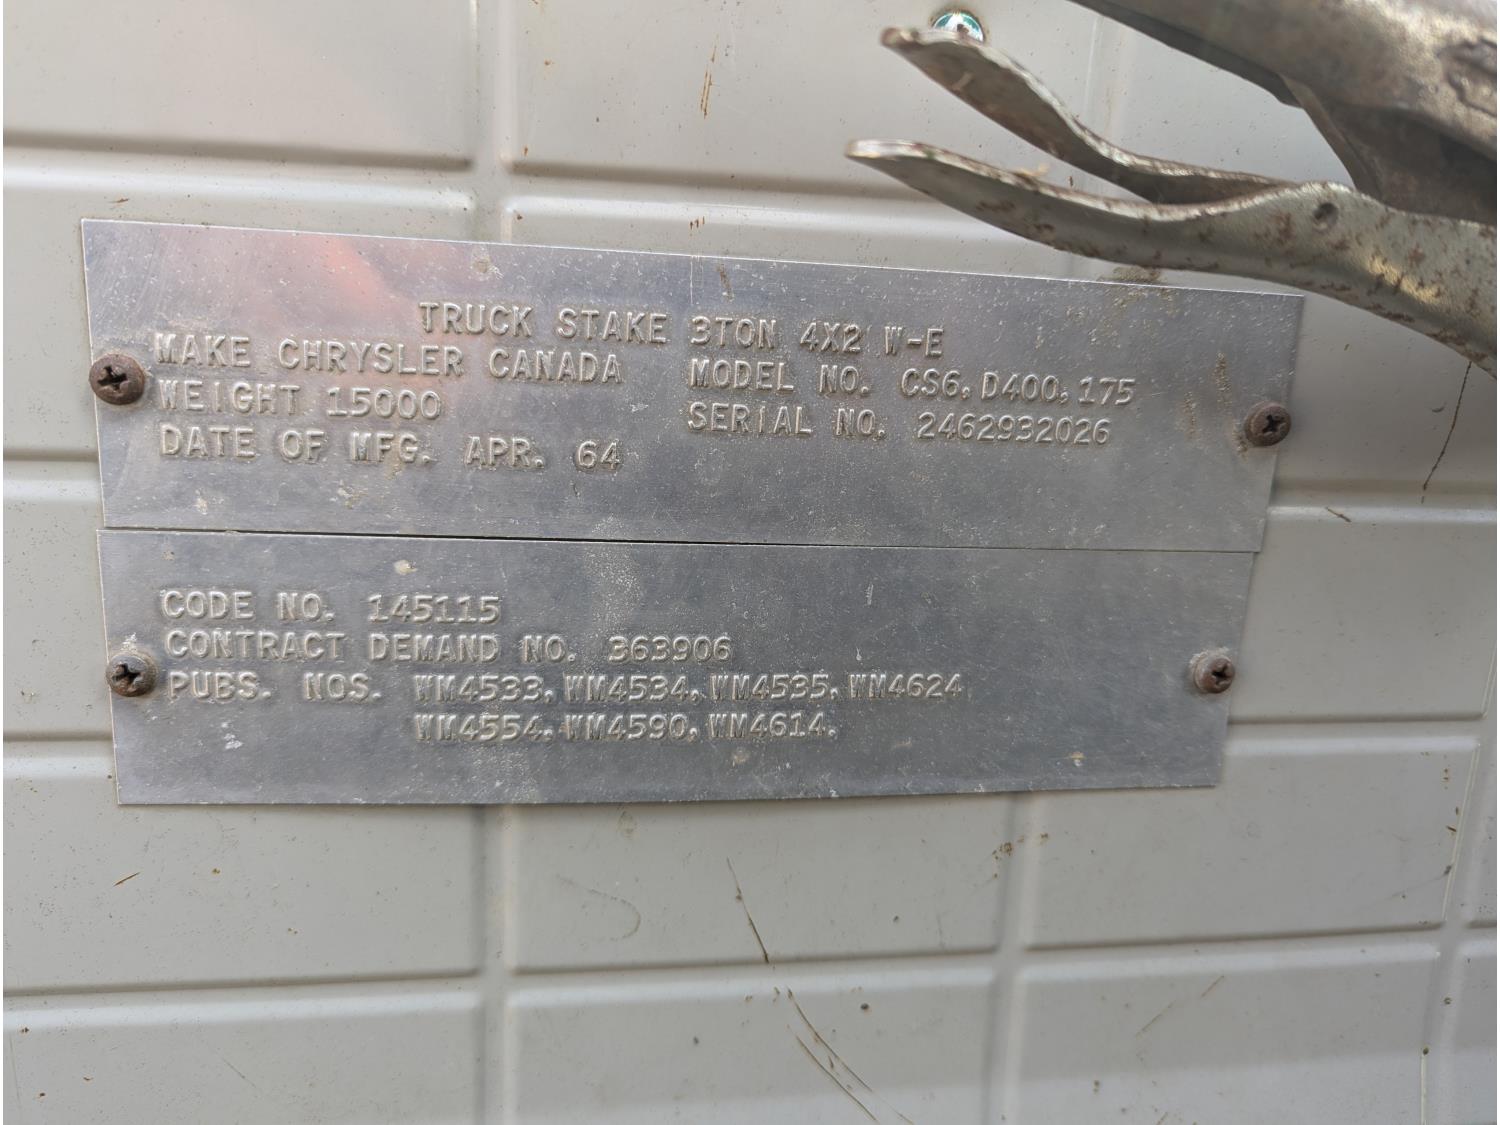 TRUCK STAKE 3TON 4X2 W-E
MAKE CHRYSLER CANADA MODEL NO. CS6, D400, 175
WEIGHT 15000 SERIAL NO. 2462932026
DATE OF MFG. APR. 64
CODE NO. 145115
CONTRACT DEMAND NO. 363906
PUBS. NOS. WM4533, WM4534, WM4535, WM4624
WM4554, WM4590, WM4614.